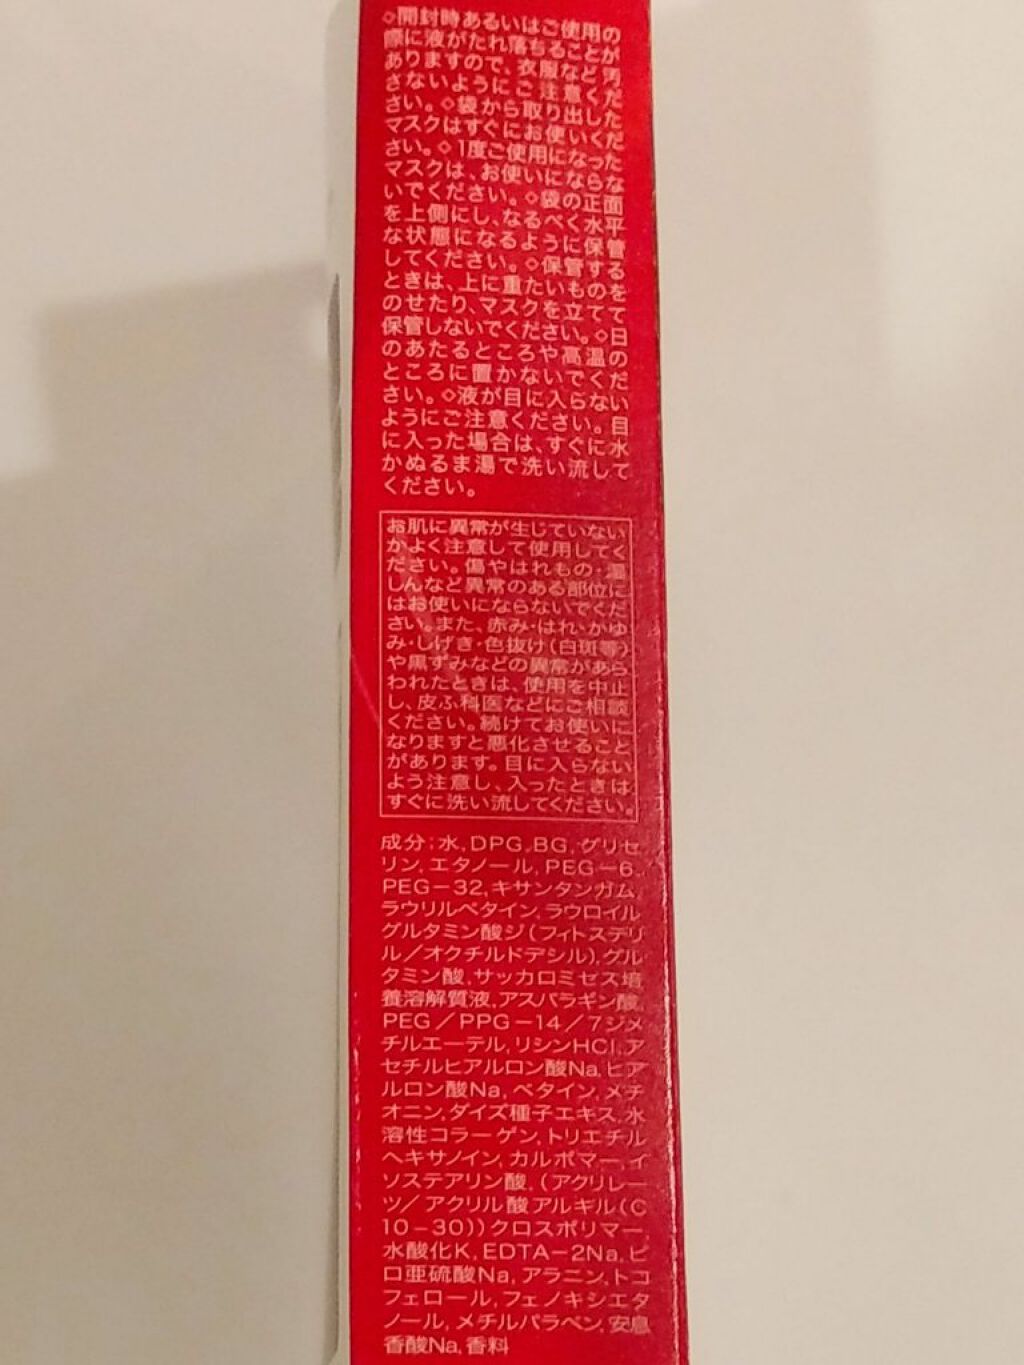 ◇開封時あるいはご使用の
際に液がたれ落ちることが
ありますので、衣服など汚
さないようにご注意くだ
さい。◇袋から取り出した
マスクはすぐにお使いくだ
さい。◇1度ご使用になった
マスクは、お使いにならな
いでください。◇袋の正面
を上側にし、なるべく水平
な状態になるように保管
してください。◇保管する
ときは、上に重たいものを
のせたり、マスクを立てて
保管しないでください。◇日
のあたるところや高温の
ところに置かないでくだ
さい。◇液が目に入らない
ようにご注意ください。目
に入った場合は、すぐに水
かぬるま湯で洗い流して
ください。
お肌に異常が生じていない
かよく注意して使用してく
ださい。傷やはれもの・湿
しんなど異常のある部位に
はお使いにならないでくだ
さい。また、赤み・はれ・かゆ
み・しげき・色抜け(白斑等)
や黒ずみなどの異常があら
われたときは、使用を中止
し、皮ふ科医などにご相談
ください。続けてお使いに
なりますと悪化させること
があります。目に入らない
よう注意し、入ったときは
すぐに洗い流してください。
成分:水,DPG,BG,グリセ
リン,エタノール,PEG-6,
PEG-32,キサンタンガム,
ラウリルベタイン,ラウロイル
グルタミン酸ジ(フィトステリ
ル/オクチルドデシル),グル
タミン酸,サッカロミセス培
養溶解質液,アスパラギン酸,
PEG/PPG-14/7ジメ
チルエーテル,リシンHCl,ア
セチルヒアルロン酸Na,ヒア
ルロン酸Na,ベタイン,メチ
オニン,ダイズ種子エキス,水
溶性コラーゲン,トリエチル
ヘキサノイン,カルボマー,イ
ソステアリン酸,(アクリレー
ツ/アクリル酸アルキル(C
10-30))クロスポリマー,
水酸化K,EDTA-2Na,ピ
ロ亜硫酸Na,アラニン,トコ
フェロール,フェノキシエタ
ノール,メチルパラベン,安息
香酸Na,香料